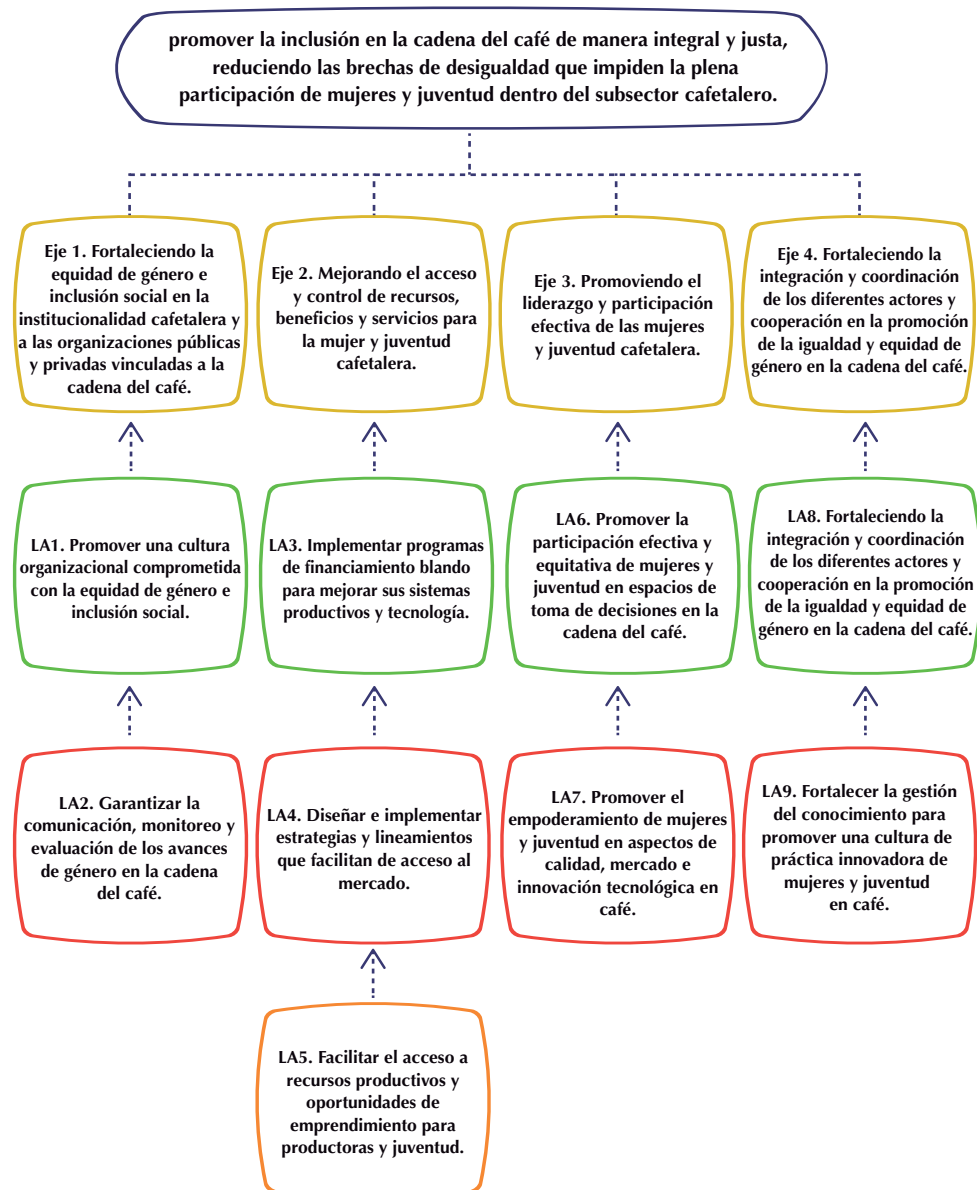 promover la inclusión en la cadena del café de manera integral y justa,
reduciendo las brechas de desigualdad que impiden la plena
participación de mujeres y juventud dentro del subsector cafetalero.
Eje 1. Fortaleciendo la
equidad de género e
inclusión social en la
institucionalidad cafetalera y
a las organizaciones públicas
y privadas vinculadas a la
cadena del café.
Eje 2. Mejorando el acceso
y control de recursos,
beneficios y servicios para
la mujer y juventud
cafetalera.
Eje 3. Promoviendo el
liderazgo y participación
efectiva de las mujeres
y juventud cafetalera.
Eje 4. Fortaleciendo la
integración y coordinación
de los diferentes actores y
cooperación en la promoción
de la igualdad y equidad de
género en la cadena del café.
LA1. Promover una cultura
organizacional comprometida
con la equidad de género e
inclusión social.
LA3. Implementar programas
de financiamiento blando
para mejorar sus sistemas
productivos y tecnología.
LA6. Promover la
participación efectiva y
equitativa de mujeres y
juventud en espacios de
toma de decisiones en la
cadena del café.
LA8. Fortaleciendo la
integración y coordinación
de los diferentes actores
y cooperación en la promoción
de la igualdad y equidad de
género en la cadena del café.
LA2. Garantizar la
comunicación, monitoreo y
evaluación de los avances
de género en la cadena
del café.
LA4. Diseñar e implementar
estrategias y lineamientos
que facilitan de acceso al
mercado.
LA7. Promover el
empoderamiento de mujeres
y juventud en aspectos de
calidad, mercado e
innovación tecnológica en
café.
LA9. Fortalecer la gestión
del conocimiento para
promover una cultura de
práctica innovadora de
mujeres y juventud
en café.
LA5. Facilitar el acceso a
recursos productivos y
oportunidades de
emprendimiento para
productoras y juventud.